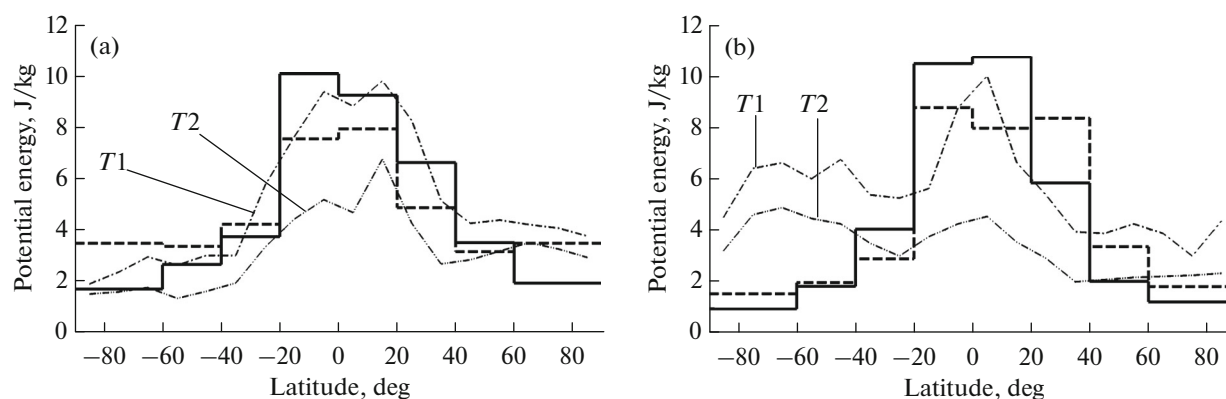 12
10
8
6
4
2
0
Potential energy, J/kg
(a)
T1
T2
−80 −60 −40 −20 0 20 40 60 80
Latitude, deg
12
10
8
6
4
2
0
Potential energy, J/kg
(b)
T1 T2
−80 −60 −40 −20 0 20 40 60 80
Latitude, deg